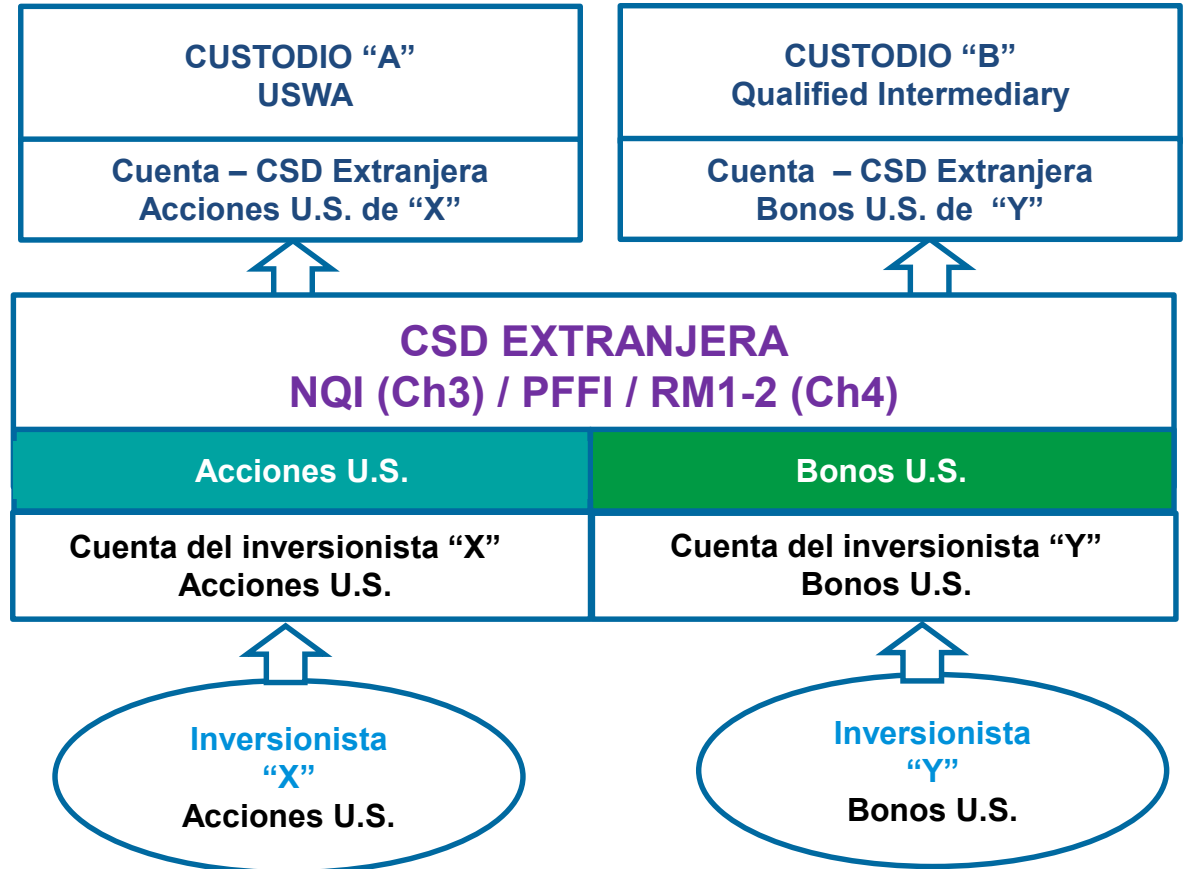 CUSTODIO “A”
USWA
CUSTODIO “B”
Qualified Intermediary
Cuenta – CSD Extranjera
Acciones U.S. de “X”
Cuenta – CSD Extranjera
Bonos U.S. de “Y”
CSD EXTRANJERA
NQI (Ch3) / PFFI / RM1-2 (Ch4)
Acciones U.S.
Bonos U.S.
Cuenta del inversionista “X”
Acciones U.S.
Cuenta del inversionista “Y”
Bonos U.S.
Inversionista
“X”
Acciones U.S.
Inversionista
“Y”
Bonos U.S.